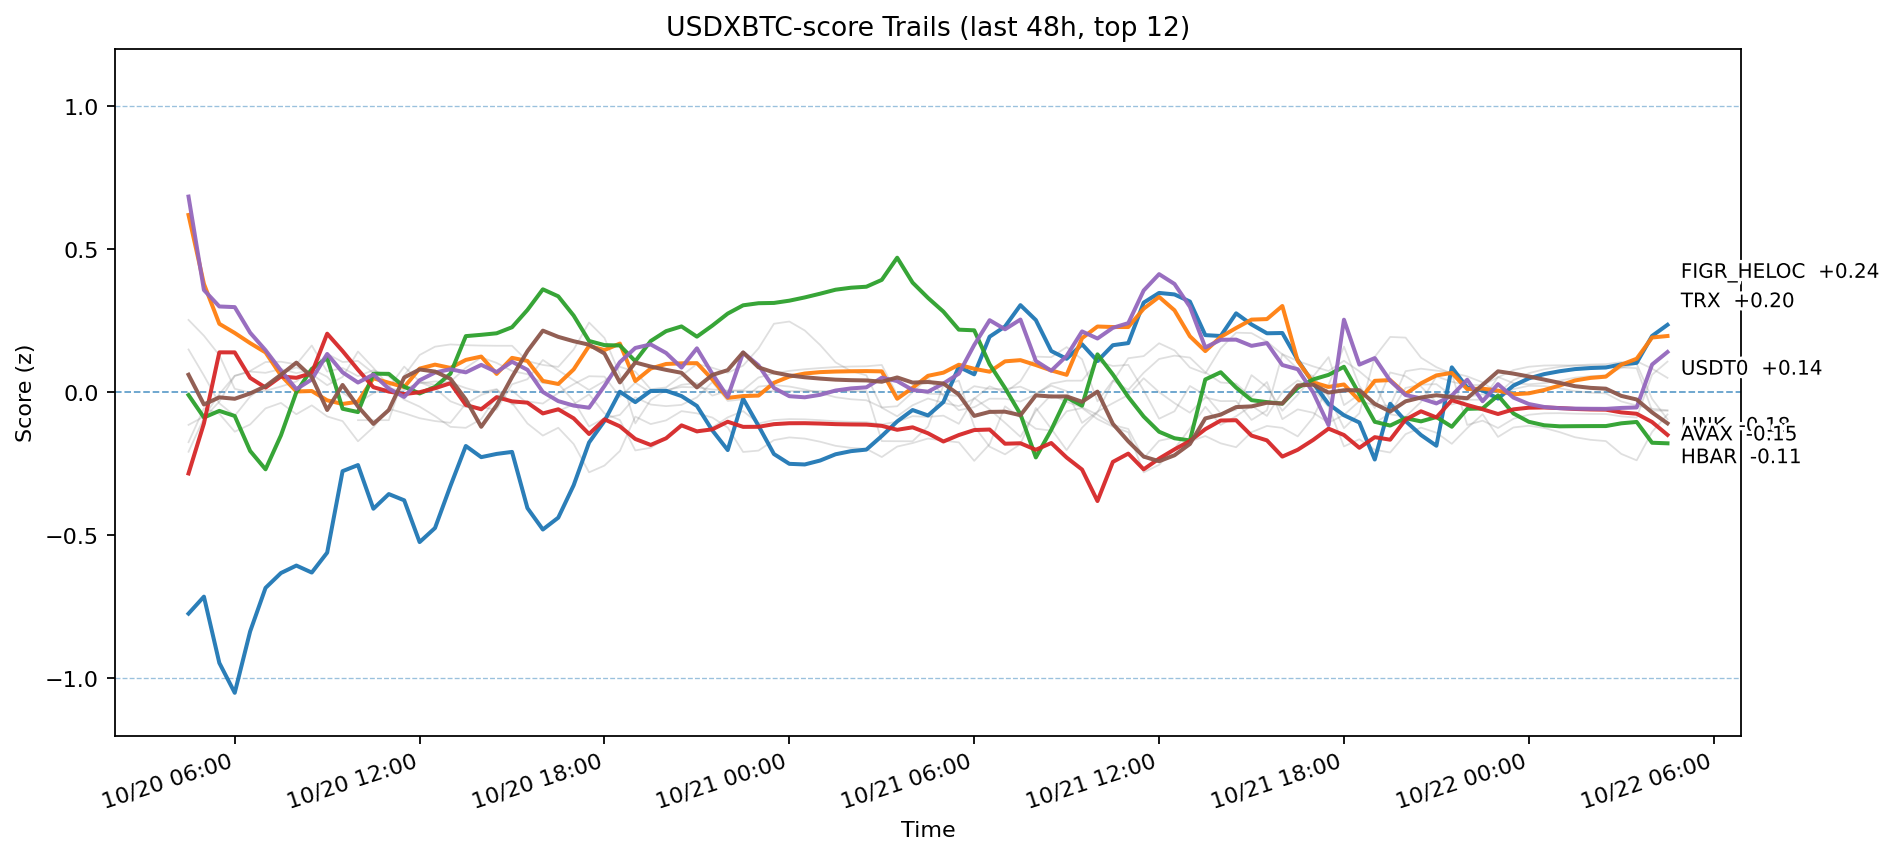 USDXBTC-score Trails (last 48h, top 12)
Score (z)
1.0
0.5
0.0
−0.5
−1.0
FIGR_HELOC +0.24
TRX +0.20
USDT0 +0.14
LINK -0.18
AVAX -0.15
HBAR -0.11
10/20 06:00
10/20 12:00
10/20 18:00
10/21 00:00
10/21 06:00
10/21 12:00
10/21 18:00
10/22 00:00
10/22 06:00
Time